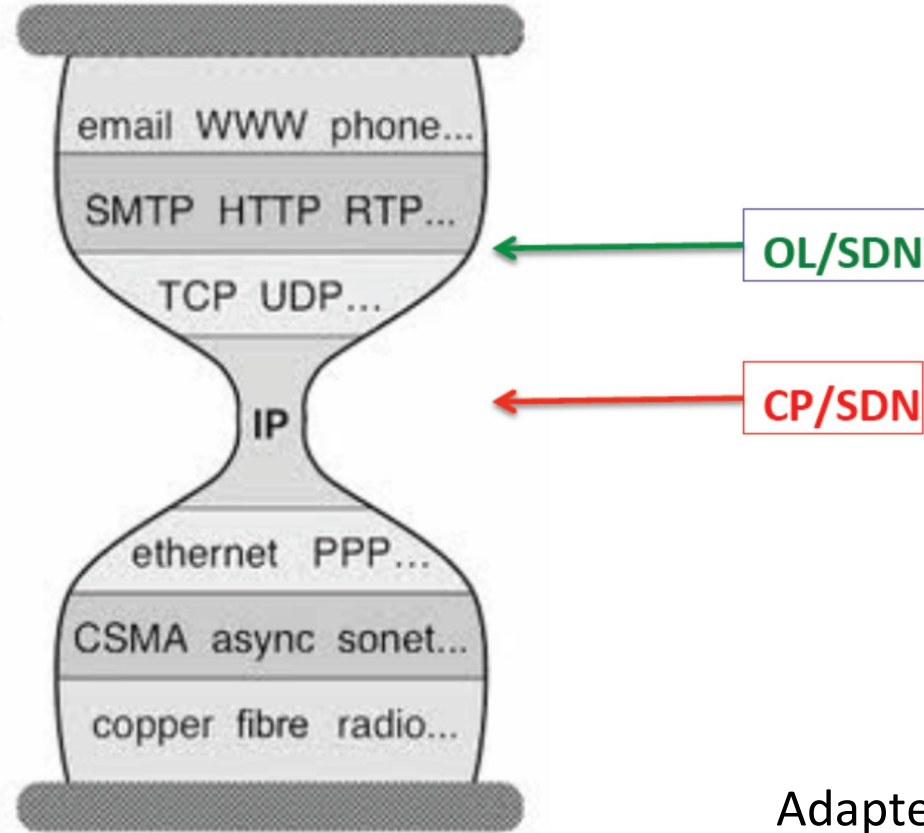 email WWW phone...
SMTP HTTP RTP...
OL/SDN
TCP UDP...
CP/SDN
IP
ethernet PPP...
CSMA async sonet...
copper fibre radio...
Adapte